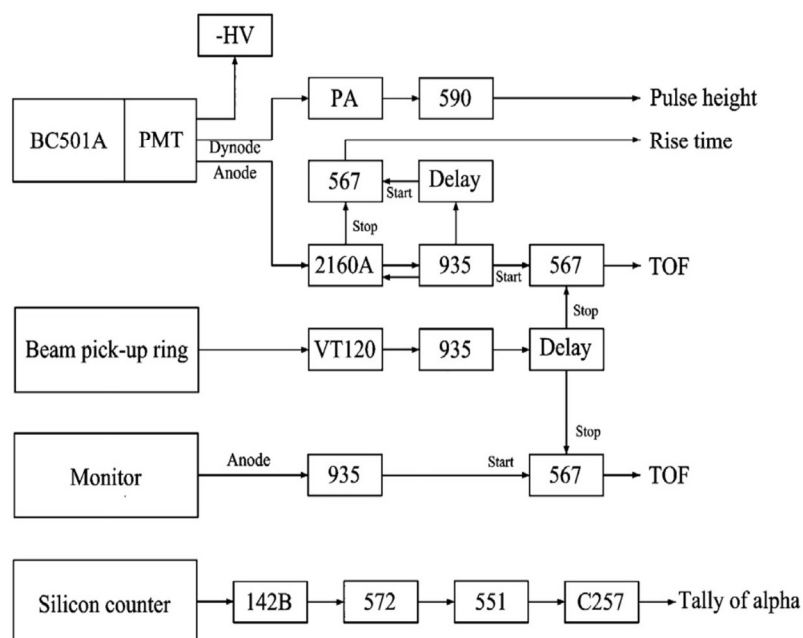 -HV
BC501A
PMT
Dynode
Anode
PA
590
Pulse height
Rise time
567
Start
Delay
Stop
2160A
935
Start
567
TOF
Stop
Beam pick-up ring
VT120
935
Delay
Stop
Monitor
Anode
935
Start
567
TOF
Silicon counter
142B
572
551
C257
Tally of alpha